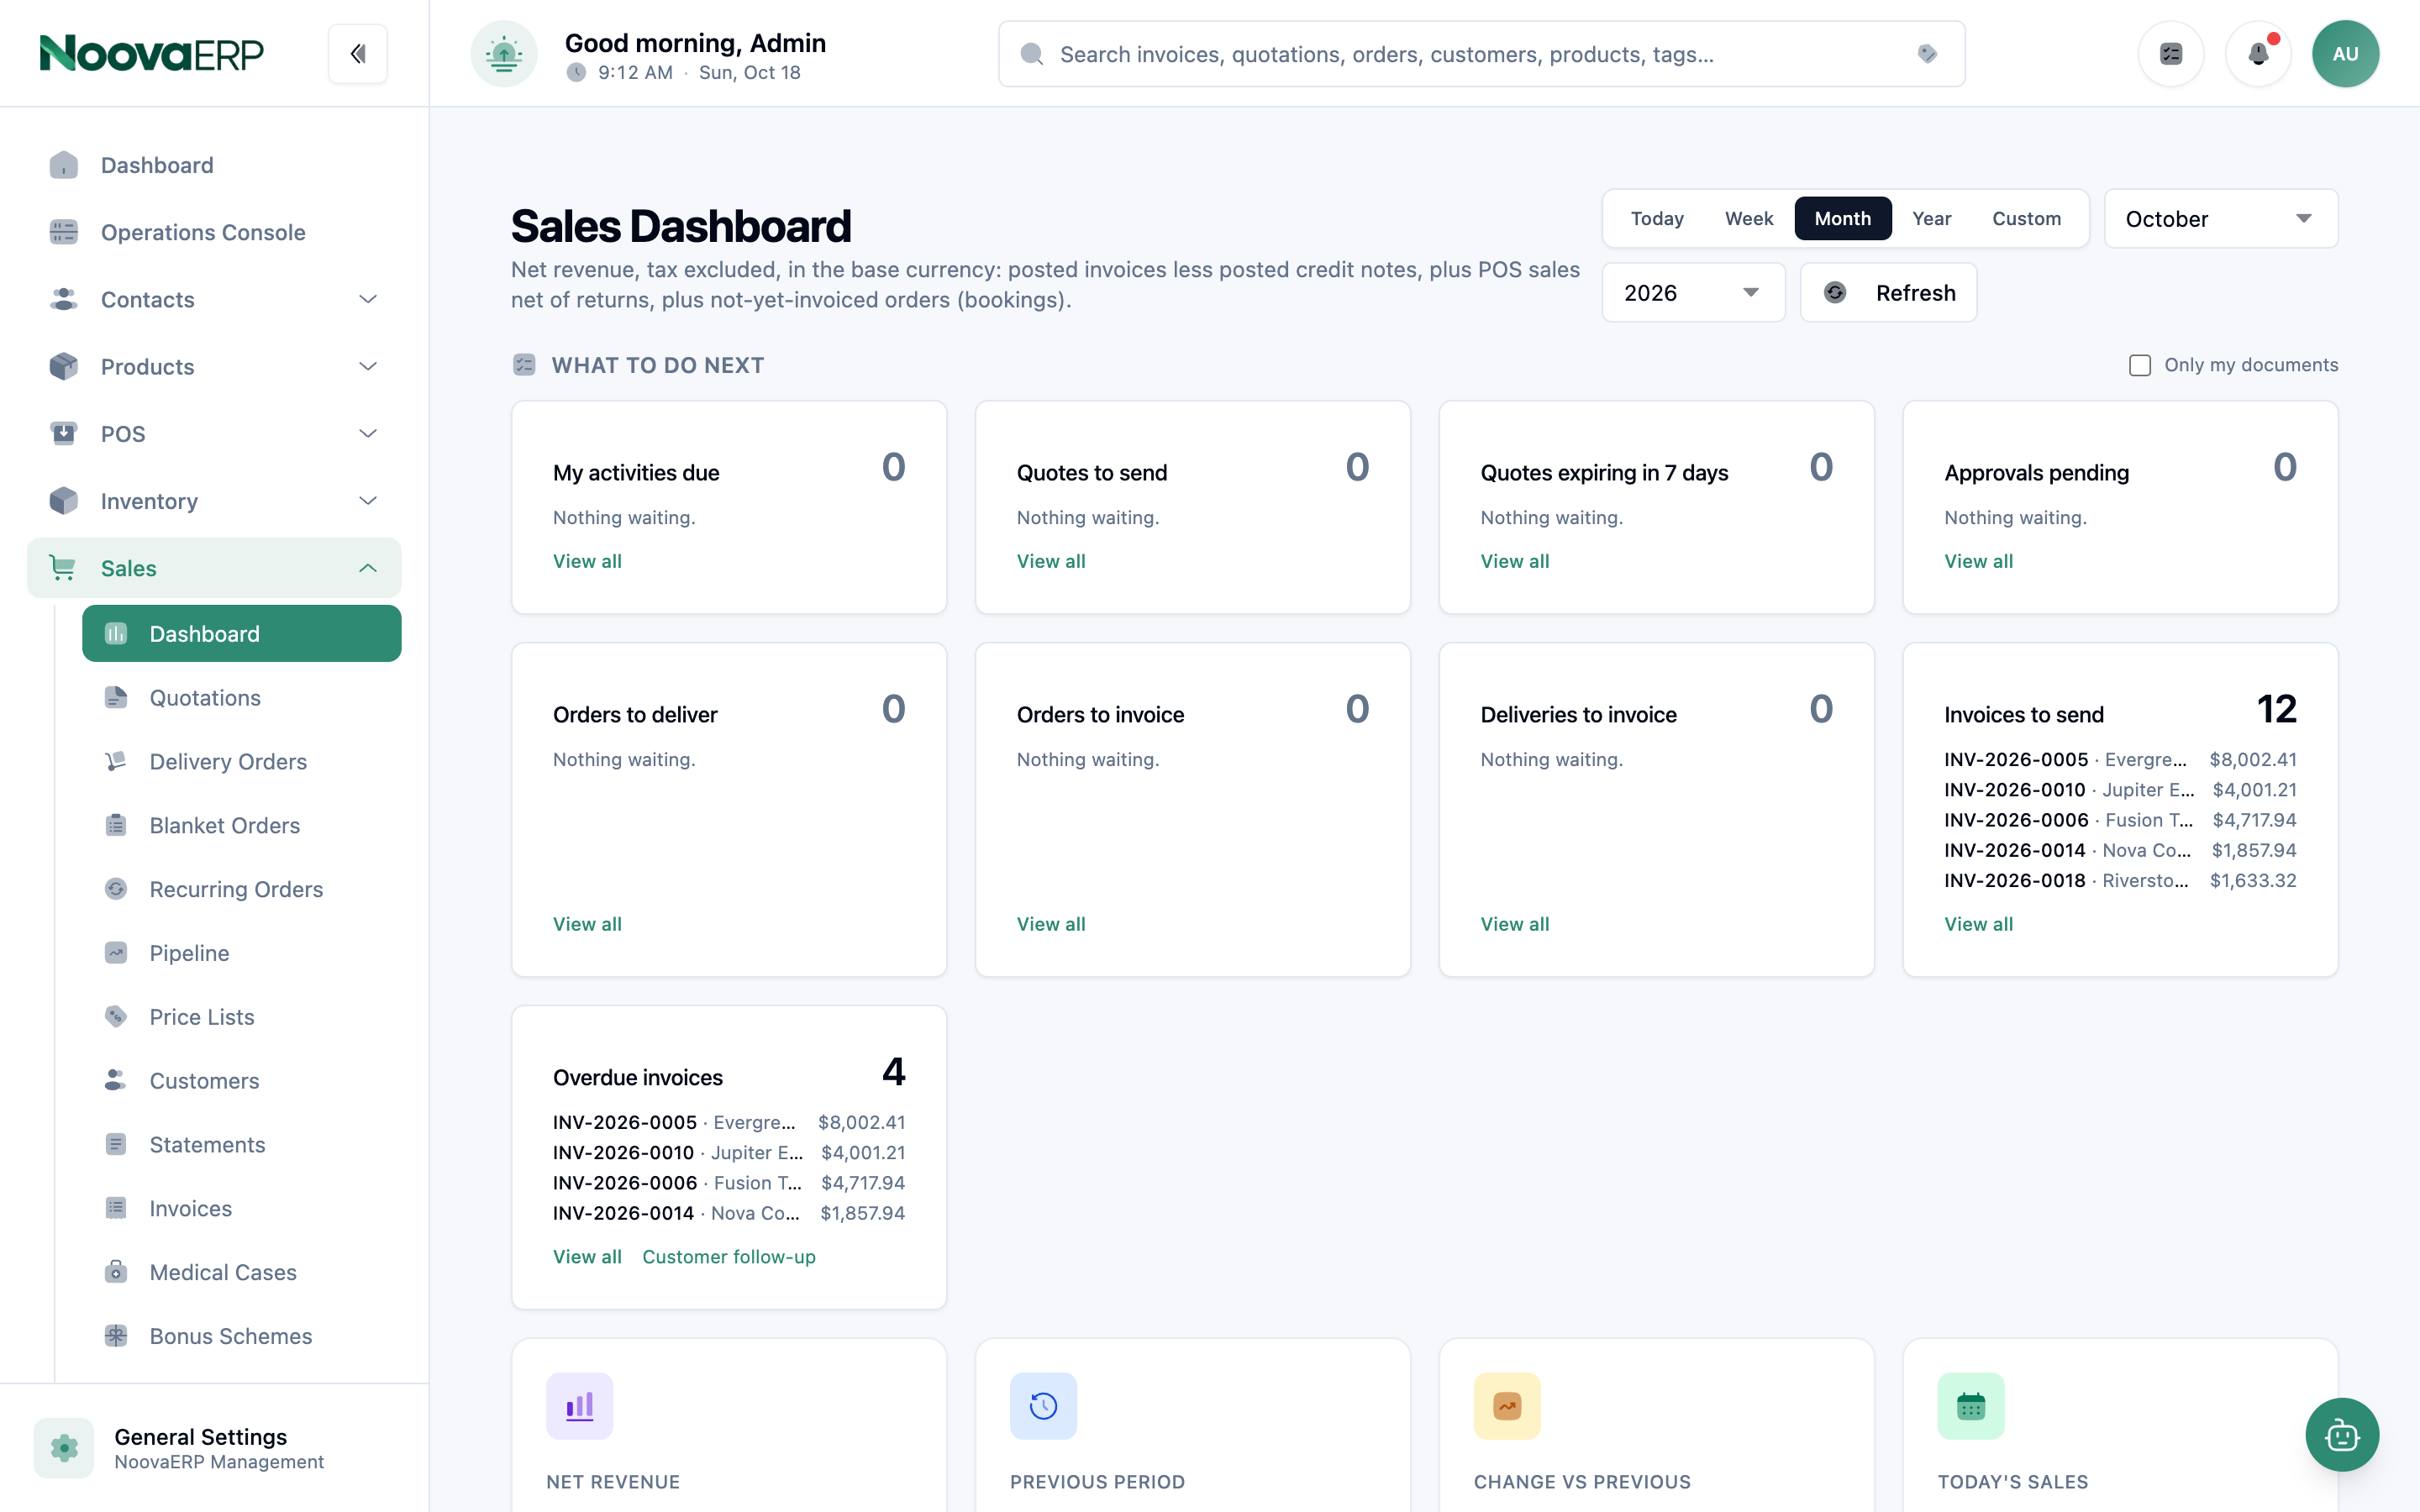 NoovaERP
Good morning, Admin
9:12 AM · Sun, Oct 18
Search invoices, quotations, orders, customers, products, tags...
AU
Dashboard
Operations Console
Contacts
Products
POS
Inventory
Sales
Dashboard
Quotations
Delivery Orders
Blanket Orders
Recurring Orders
Pipeline
Price Lists
Customers
Statements
Invoices
Medical Cases
Bonus Schemes
General Settings
NoovaERP Management
Sales Dashboard
Net revenue, tax excluded, in the base currency: posted invoices less posted credit notes, plus POS sales
net of returns, plus not-yet-invoiced orders (bookings).
Today Week Month Year Custom
October
2026
Refresh
WHAT TO DO NEXT
Only my documents
My activities due 0
Nothing waiting.
View all
Quotes to send 0
Nothing waiting.
View all
Quotes expiring in 7 days 0
Nothing waiting.
View all
Approvals pending 0
Nothing waiting.
View all
Orders to deliver 0
Nothing waiting.
View all
Orders to invoice 0
Nothing waiting.
View all
Deliveries to invoice 0
Nothing waiting.
View all
Invoices to send 12
INV-2026-0005 · Evergre... $8,002.41
INV-2026-0010 · Jupiter E... $4,001.21
INV-2026-0006 · Fusion T... $4,717.94
INV-2026-0014 · Nova Co... $1,857.94
INV-2026-0018 · Riversto... $1,633.32
View all
Overdue invoices 4
INV-2026-0005 · Evergre... $8,002.41
INV-2026-0010 · Jupiter E... $4,001.21
INV-2026-0006 · Fusion T... $4,717.94
INV-2026-0014 · Nova Co... $1,857.94
View all Customer follow-up
NET REVENUE
PREVIOUS PERIOD
CHANGE VS PREVIOUS
TODAY'S SALES